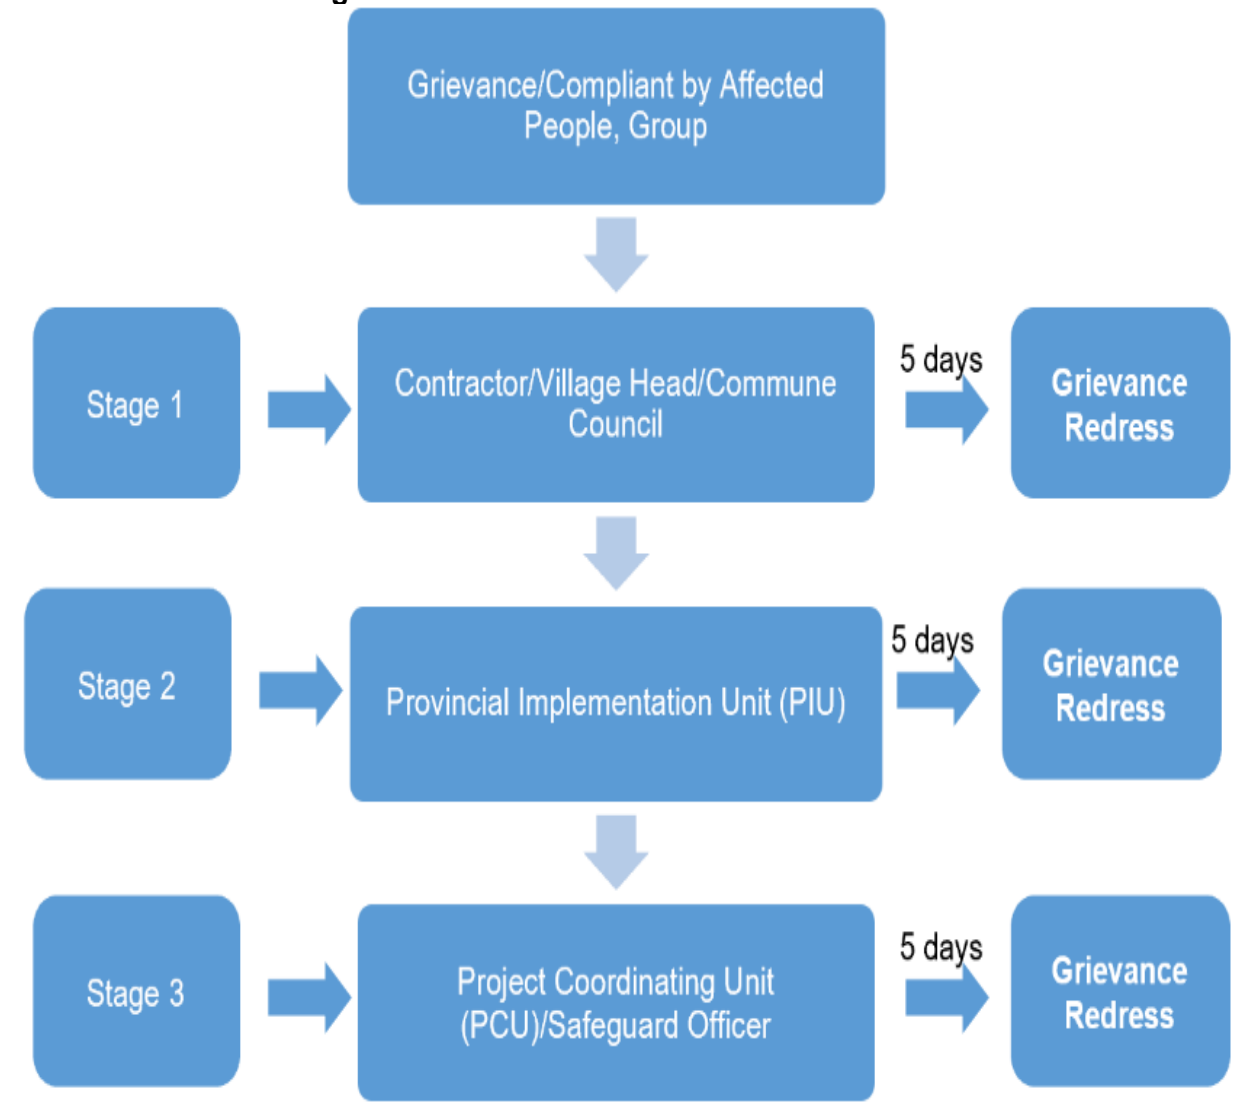 Grievance/Compliant by Affected
People, Group
Stage 1
Contractor/Village Head/Commune
Council
5 days
Grievance
Redress
Stage 2
Provincial Implementation Unit (PIU)
5 days
Grievance
Redress
Stage 3
Project Coordinating Unit
(PCU)/Safeguard Officer
5 days
Grievance
Redress